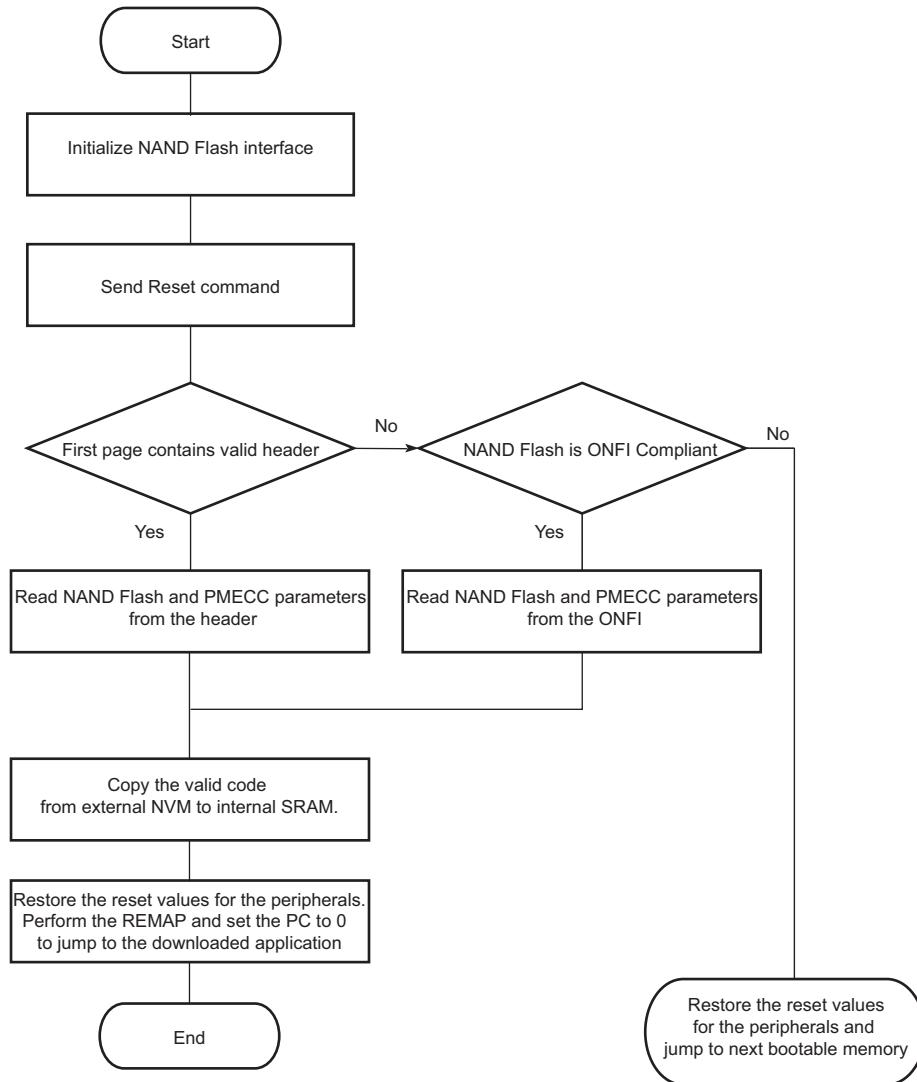 Start
Initialize NAND Flash interface
Send Reset command
First page contains valid header
No
NAND Flash is ONFI Compliant
No
Yes
Yes
Read NAND Flash and PMECC parameters
from the header
Read NAND Flash and PMECC parameters
from the ONFI
Copy the valid code
from external NVM to internal SRAM.
Restore the reset values for the peripherals.
Perform the REMAP and set the PC to 0
to jump to the downloaded application
End
Restore the reset values
for the peripherals and
jump to next bootable memory